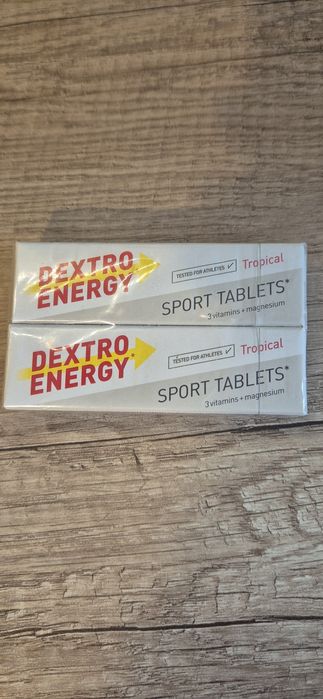 DEXTRO
ENERGY
TESTED FOR ATHLETES ✓
Tropical
SPORT TABLETS*
3 vitamins + magnesium
DEXTRO
ENERGY*
TESTED FOR ATHLETES ✓
Tropical
SPORT TABLETS*
3 vitamins + magnesium